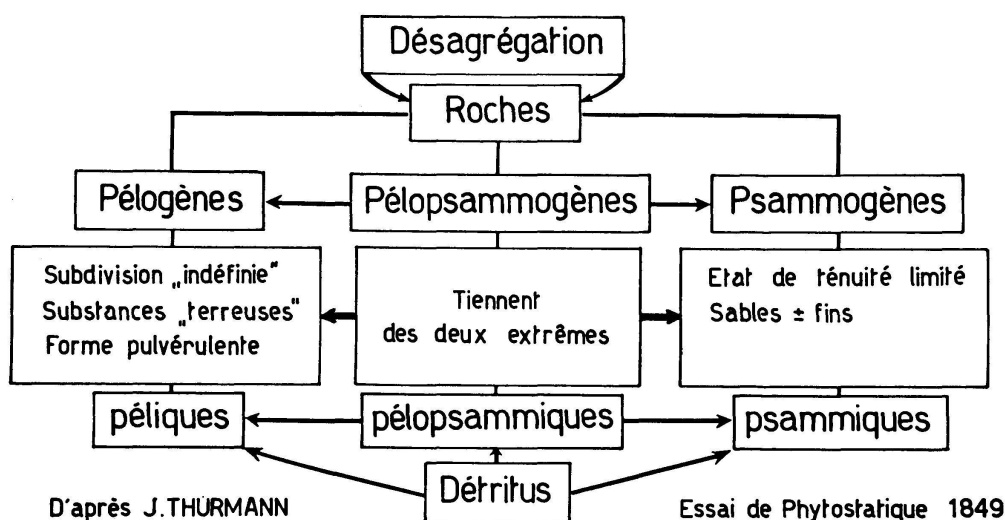 Désagrégation
Roches
Pélogènes
Pélopsammogènes
Psammogènes
Subdivision „indéfinie"
Substances „terreuses"
Forme pulvérulente
Tiennent
des deux extrêmes
Etat de ténuité limité
Sables ± fins
péliques
pélopsammiques
psammiques
Détritus
D'après J.THURMANN
Essai de Phytostatique 1849